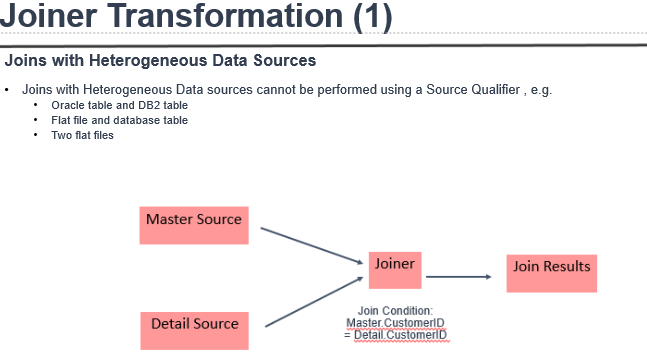 Joiner Transformation (1)
Joins with Heterogeneous Data Sources
• Joins with Heterogeneous Data sources cannot be performed using a Source Qualifier , e.g.
• Oracle table and DB2 table
• Flat file and database table
• Two flat files
Master Source
Joiner
Join Results
Detail Source
Join Condition:
Master.CustomerID
= Detail.CustomerID